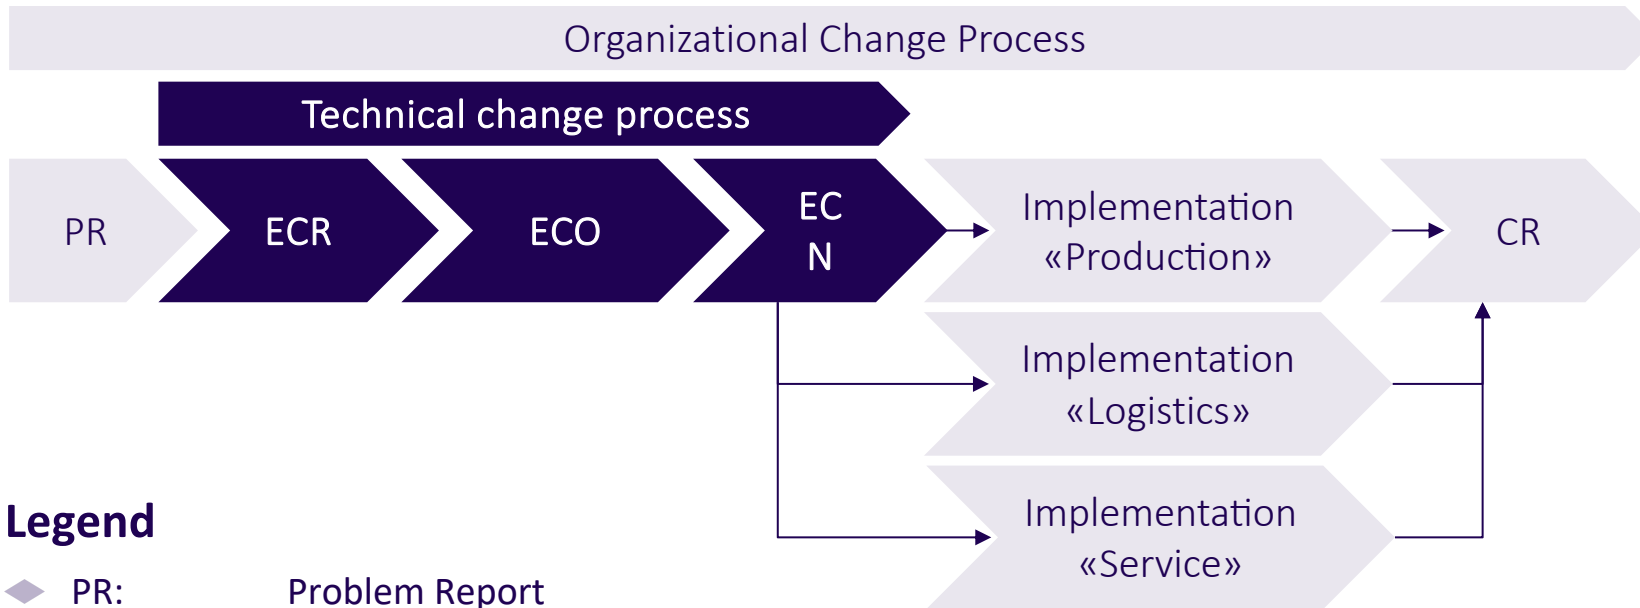 Organizational Change Process
Technical change process
PR
ECR
ECO
EC
N
Implementation
«Production»
CR
Implementation
«Logistics»
Implementation
«Service»
Legend
PR: Problem Report